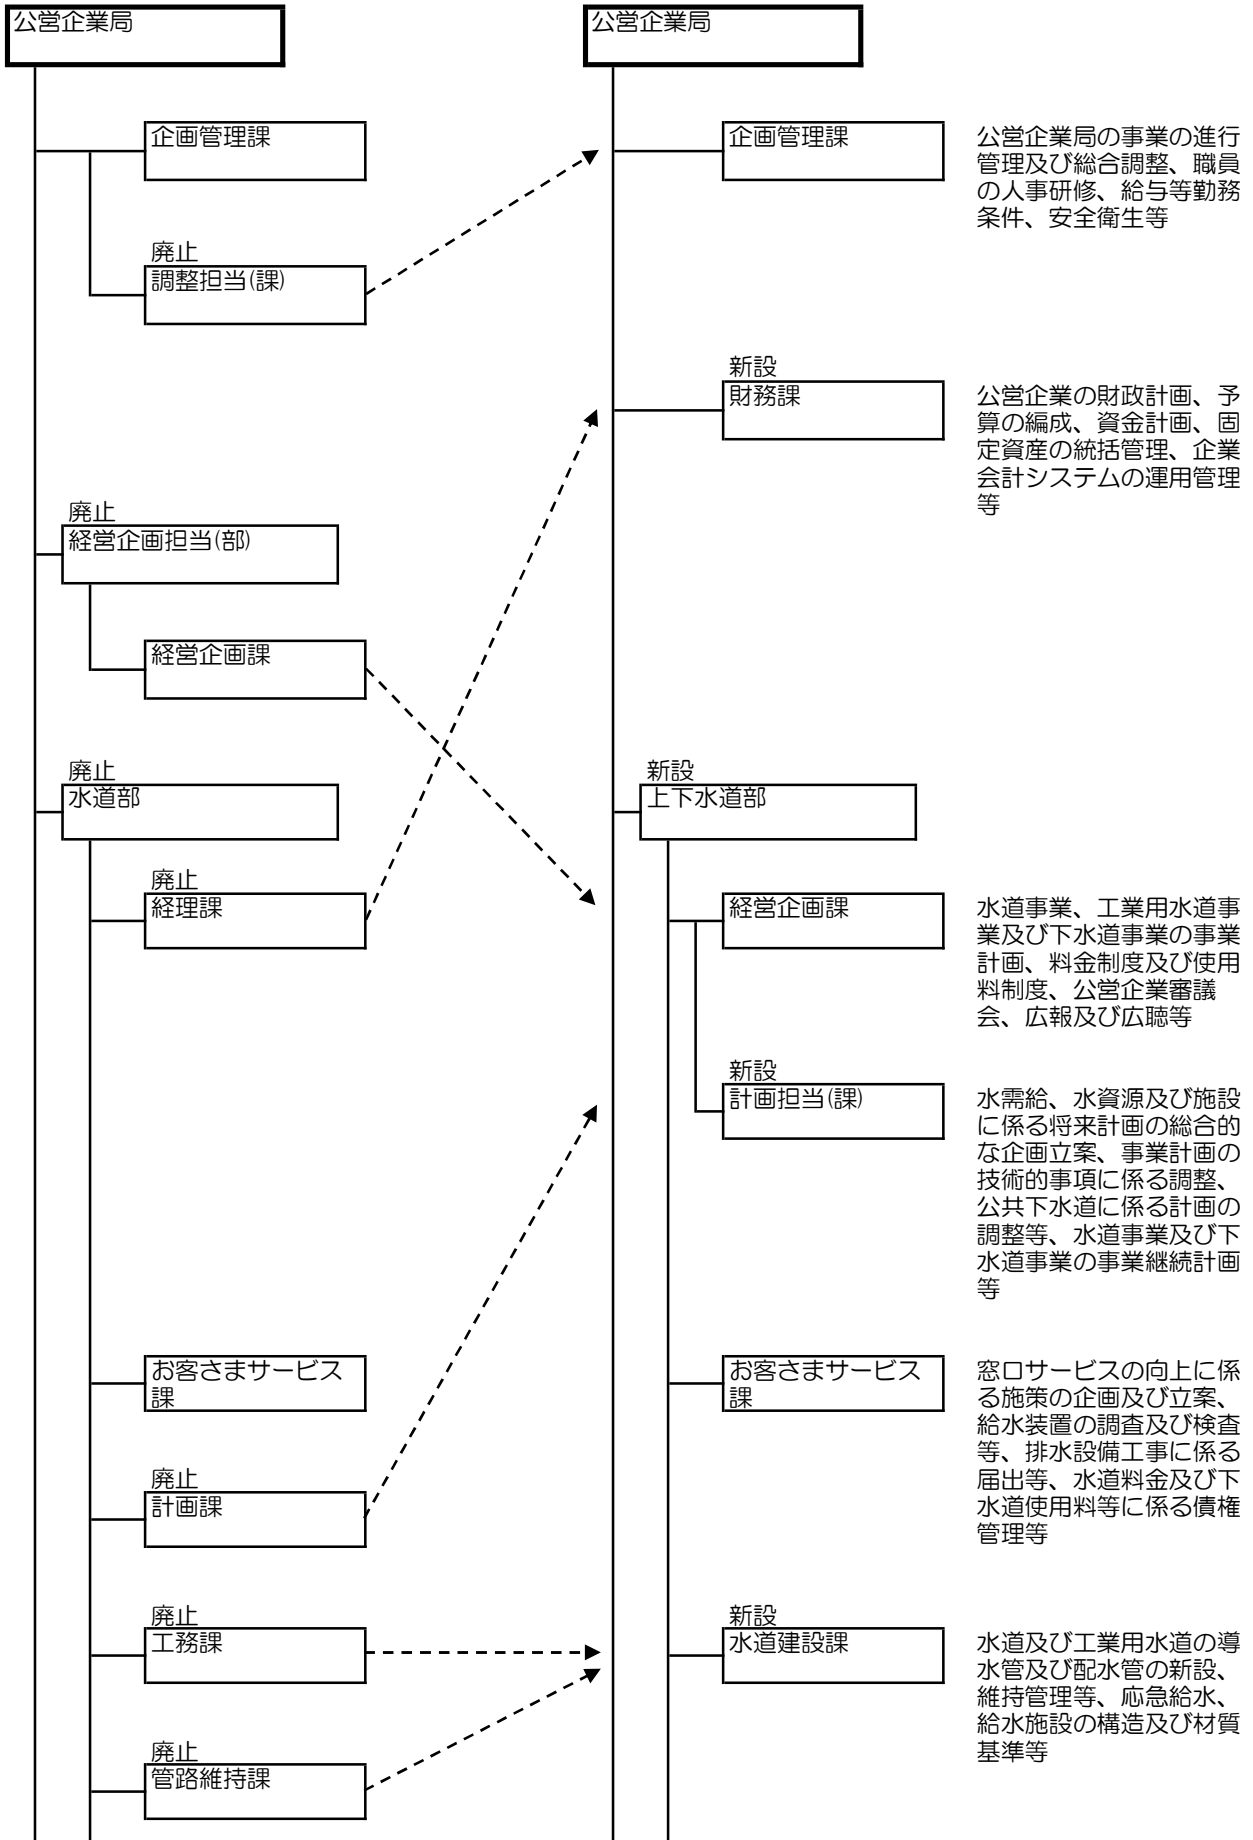 公営企業局
公営企業局
企画管理課
企画管理課
公営企業局の事業の進行
管理及び総合調整、職員
の人事研修、給与等勤務
条件、安全衛生等
廃止
調整担当(課)
新設
財務課
公営企業の財政計画、予
算の編成、資金計画、固
定資産の統括管理、企業
会計システムの運用管理
等
廃止
経営企画担当(部)
経営企画課
廃止
水道部
新設
上下水道部
廃止
経理課
経営企画課
水道事業、工業用水道事
業及び下水道事業の事業
計画、料金制度及び使用
料制度、公営企業審議
会、広報及び広聴等
新設
計画担当(課)
水需給、水資源及び施設
に係る将来計画の総合的
な企画立案、事業計画の
技術的事項に係る調整、
公共下水道に係る計画の
調整等、水道事業及び下
水道事業の事業継続計画
等
お客さまサービス
課
お客さまサービス
課
窓口サービスの向上に係
る施策の企画及び立案、
給水装置の調査及び検査
等、排水設備工事に係る
届出等、水道料金及び下
水道使用料等に係る債権
管理等
廃止
計画課
廃止
工務課
新設
水道建設課
水道及び工業用水道の導
水管及び配水管の新設、
維持管理等、応急給水、
給水施設の構造及び材質
基準等
廃止
管路維持課